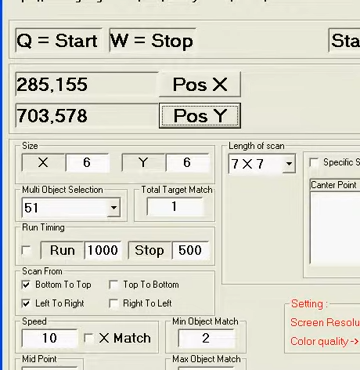 Q = Start W = Stop Sta
285,155 Pos X
703,578 Pos Y
Size
X 6 Y 6
Length of scan
7 X 7
Specific S
Canter Point
Multi Object Selection
51
Total Target Match
1
Run Timing
Run 1000 Stop 500
Scan From
Bottom To Top Top To Bottom
Left To Right Right To Left
Speed
10 X Match
Min Object Match
2
Setting :
Screen Resolu
Color quality ->
Mid Point Max Object Match